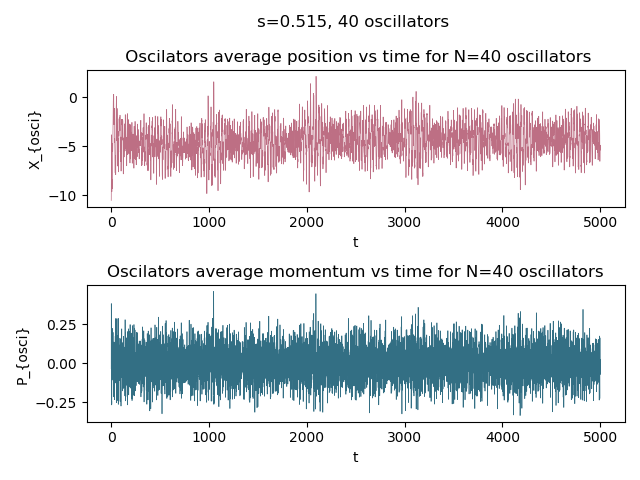 s=0.515, 40 oscillators
Oscilators average position vs time for N=40 oscillators
0
−5
−10
X_{osci}
0 1000 2000 3000 4000 5000
t
Oscilators average momentum vs time for N=40 oscillators
0.25
0.00
−0.25
P_{osci}
0 1000 2000 3000 4000 5000
t